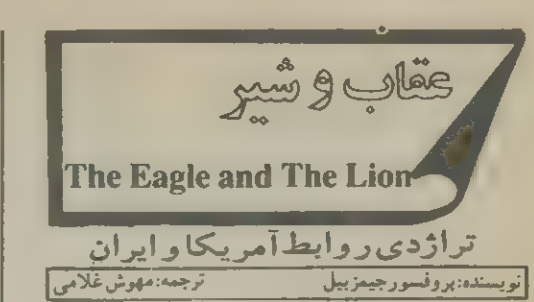 عقاب و شیر
The Eagle and The Lion
تراژدی روابط آمریکا و ایران
نویسنده: پروفسور جیمز بیل ترجمه: مهوش غلامی